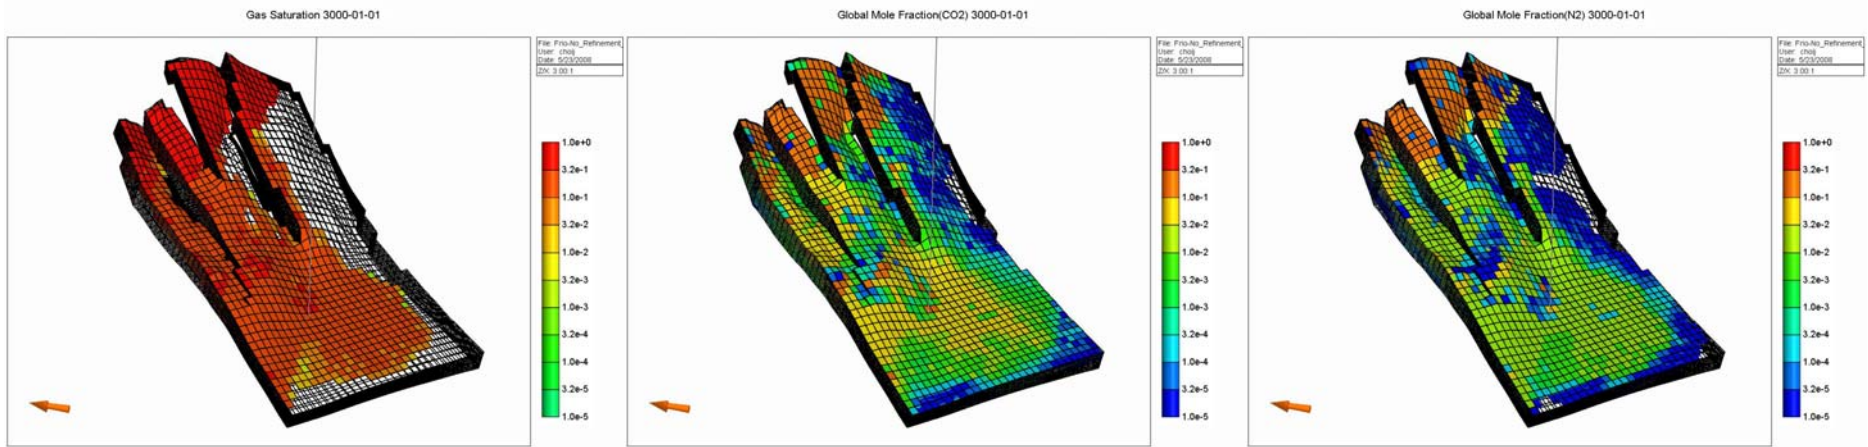 Gas Saturation 3000-01-01
File: Frio-No_Refinement_
User: choij
Date: 5/23/2008
Z/X: 3.00:1
1.0e+0
3.2e-1
1.0e-1
3.2e-2
1.0e-2
3.2e-3
1.0e-3
3.2e-4
1.0e-4
3.2e-5
1.0e-5
Global Mole Fraction(CO2) 3000-01-01
File: Frio-No_Refinement_
User: choij
Date: 5/23/2008
Z/X: 3.00:1
1.0e+0
3.2e-1
1.0e-1
3.2e-2
1.0e-2
3.2e-3
1.0e-3
3.2e-4
1.0e-4
3.2e-5
1.0e-5
Global Mole Fraction(N2) 3000-01-01
File: Frio-No_Refinement_
User: choij
Date: 5/23/2008
Z/X: 3.00:1
1.0e+0
3.2e-1
1.0e-1
3.2e-2
1.0e-2
3.2e-3
1.0e-3
3.2e-4
1.0e-4
3.2e-5
1.0e-5